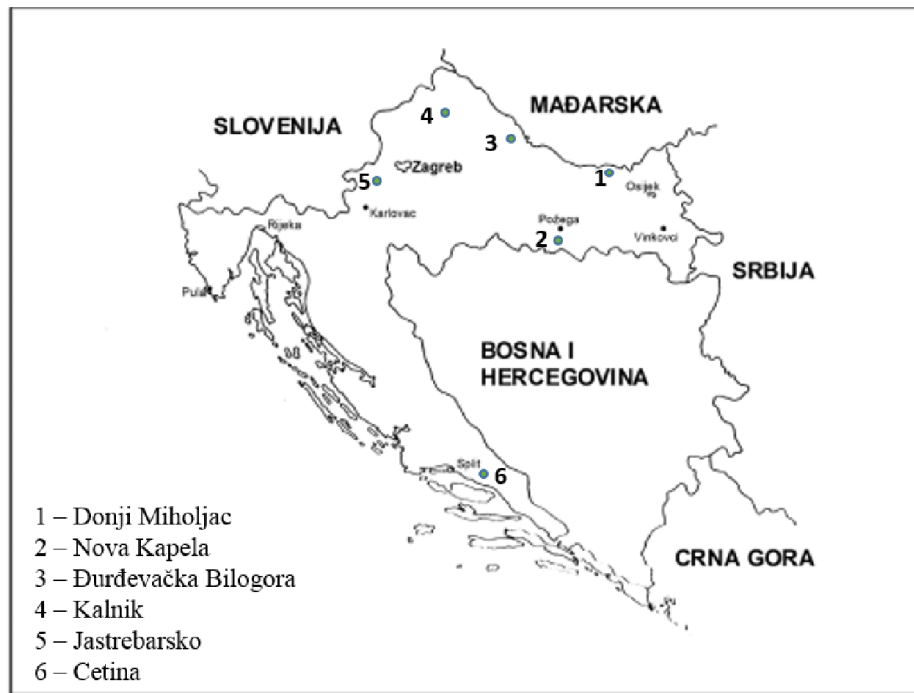 MAĐARSKA
SLOVENIJA
4
3
Zagreb
5
1
Osijek
Karlovac
Požega
Rijeka
2
Vinkovci
SRBIJA
Pula
BOSNA I
HERCEGOVINA
Split
6
1 – Donji Miholjac
2 – Nova Kapela
3 – Đurđevačka Bilogora
4 – Kalnik
5 – Jastrebarsko
6 – Cetina
CRNA GORA